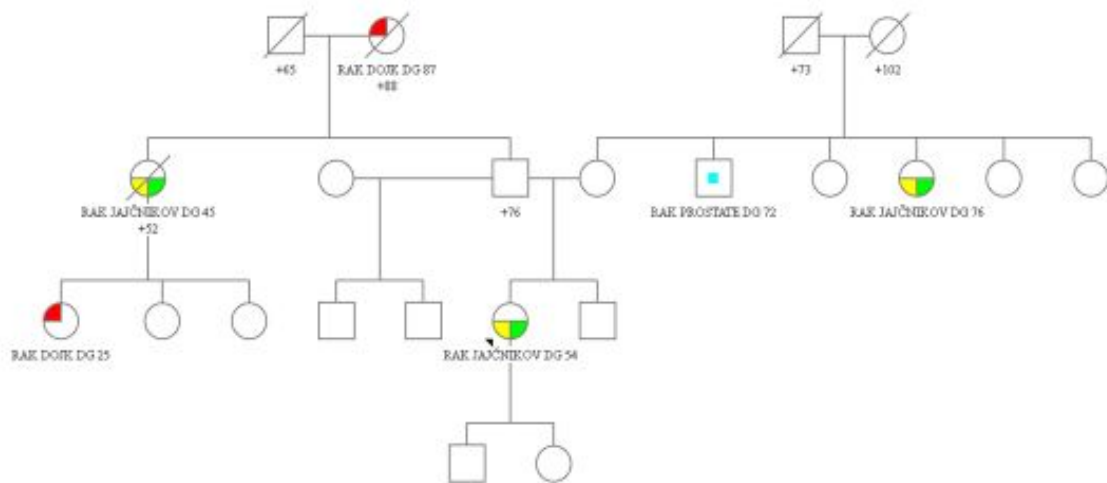 +65
RAK DOJK DG 87
+88
+73
+102
RAK JAJČNIKOV DG 45
+52
+76
RAK PROSTATE DG 72
RAK JAJČNIKOV DG 76
RAK DOJK DG 25
RAK JAJČNIKOV DG 54